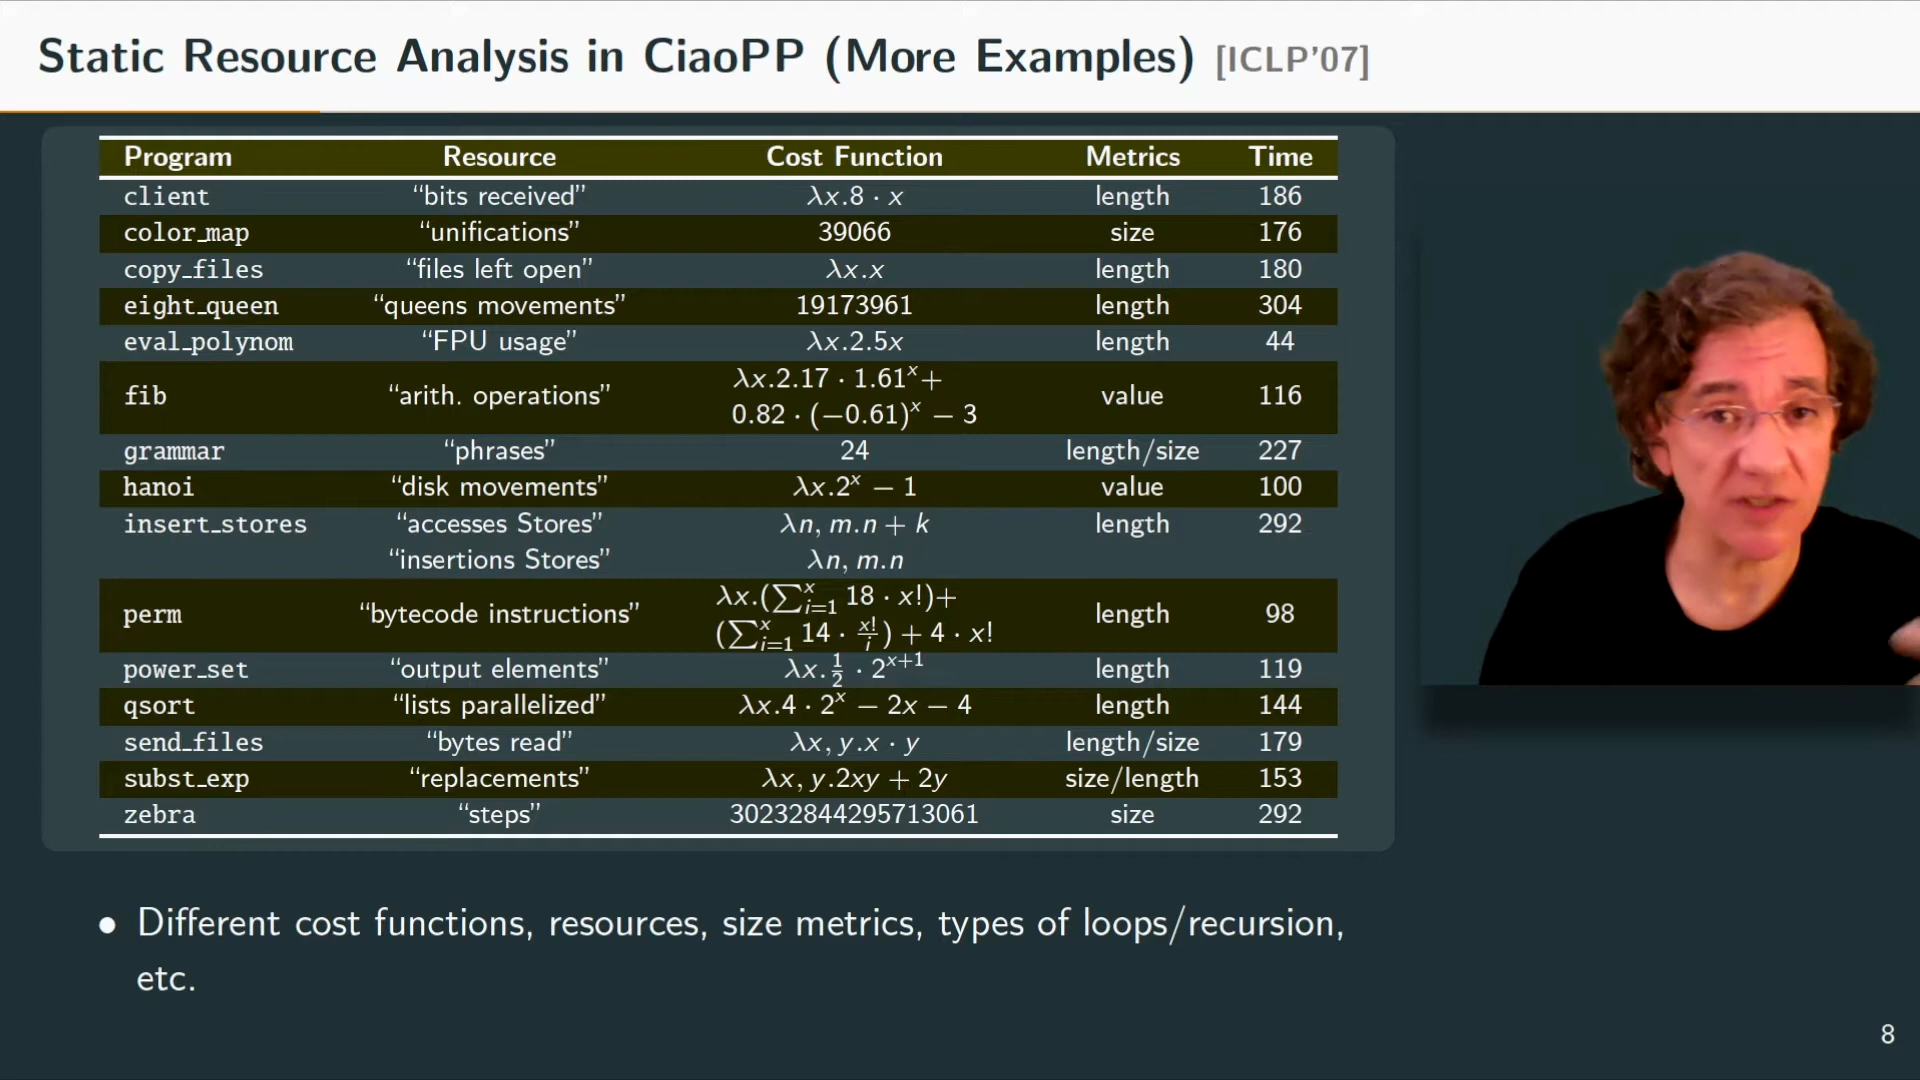 Static Resource Analysis in CiaoPP (More Examples) [ICLP’07]
Program Resource Cost Function Metrics Time
client “bits received” λx.8 · x length 186
color_map “unifications” 39066 size 176
copy_files “files left open” λx.x length 180
eight_queen “queens movements” 19173961 length 304
eval_polynom “FPU usage” λx.2.5x length 44
fib “arith. operations” λx.2.17 · 1.61^x + 0.82 · (−0.61)^x − 3 value 116
grammar “phrases” 24 length/size 227
hanoi “disk movements” λx.2^x − 1 value 100
insert_stores “accesses Stores” λn, m.n + k length 292
“insertions Stores” λn, m.n
perm “bytecode instructions” λx.(∑_{i=1}^{x} 18 · x!)+ (∑_{i=1}^{x} 14 · x!/i) + 4 · x! length 98
power_set “output elements” λx.1/2 · 2^{x+1} length 119
qsort “lists parallelized” λx.4 · 2^x − 2x − 4 length 144
send_files “bytes read” λx, y.x · y length/size 179
subst_exp “replacements” λx, y.2xy + 2y size/length 153
zebra “steps” 30232844295713061 size 292
• Different cost functions, resources, size metrics, types of loops/recursion,
etc.
8